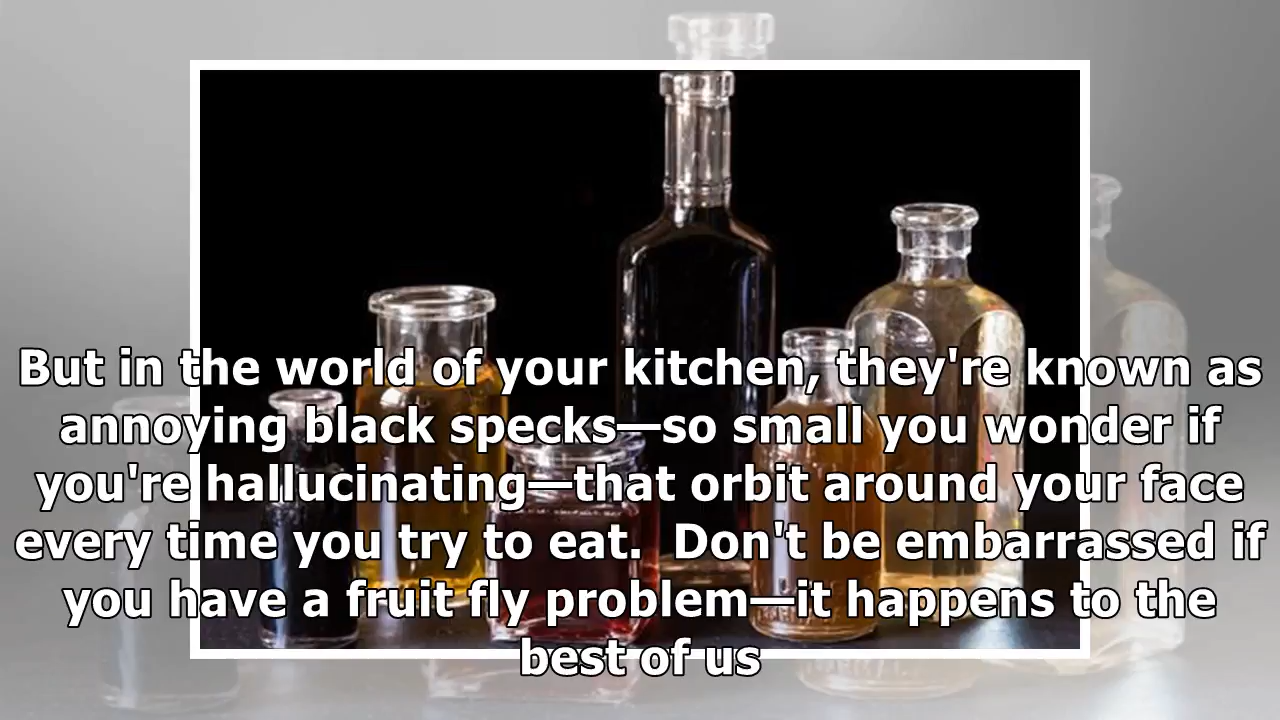 But in the world of your kitchen, they're known as
annoying black specks—so small you wonder if
you're hallucinating—that orbit around your face
every time you try to eat.  Don't be embarrassed if
you have a fruit fly problem—it happens to the
best of us